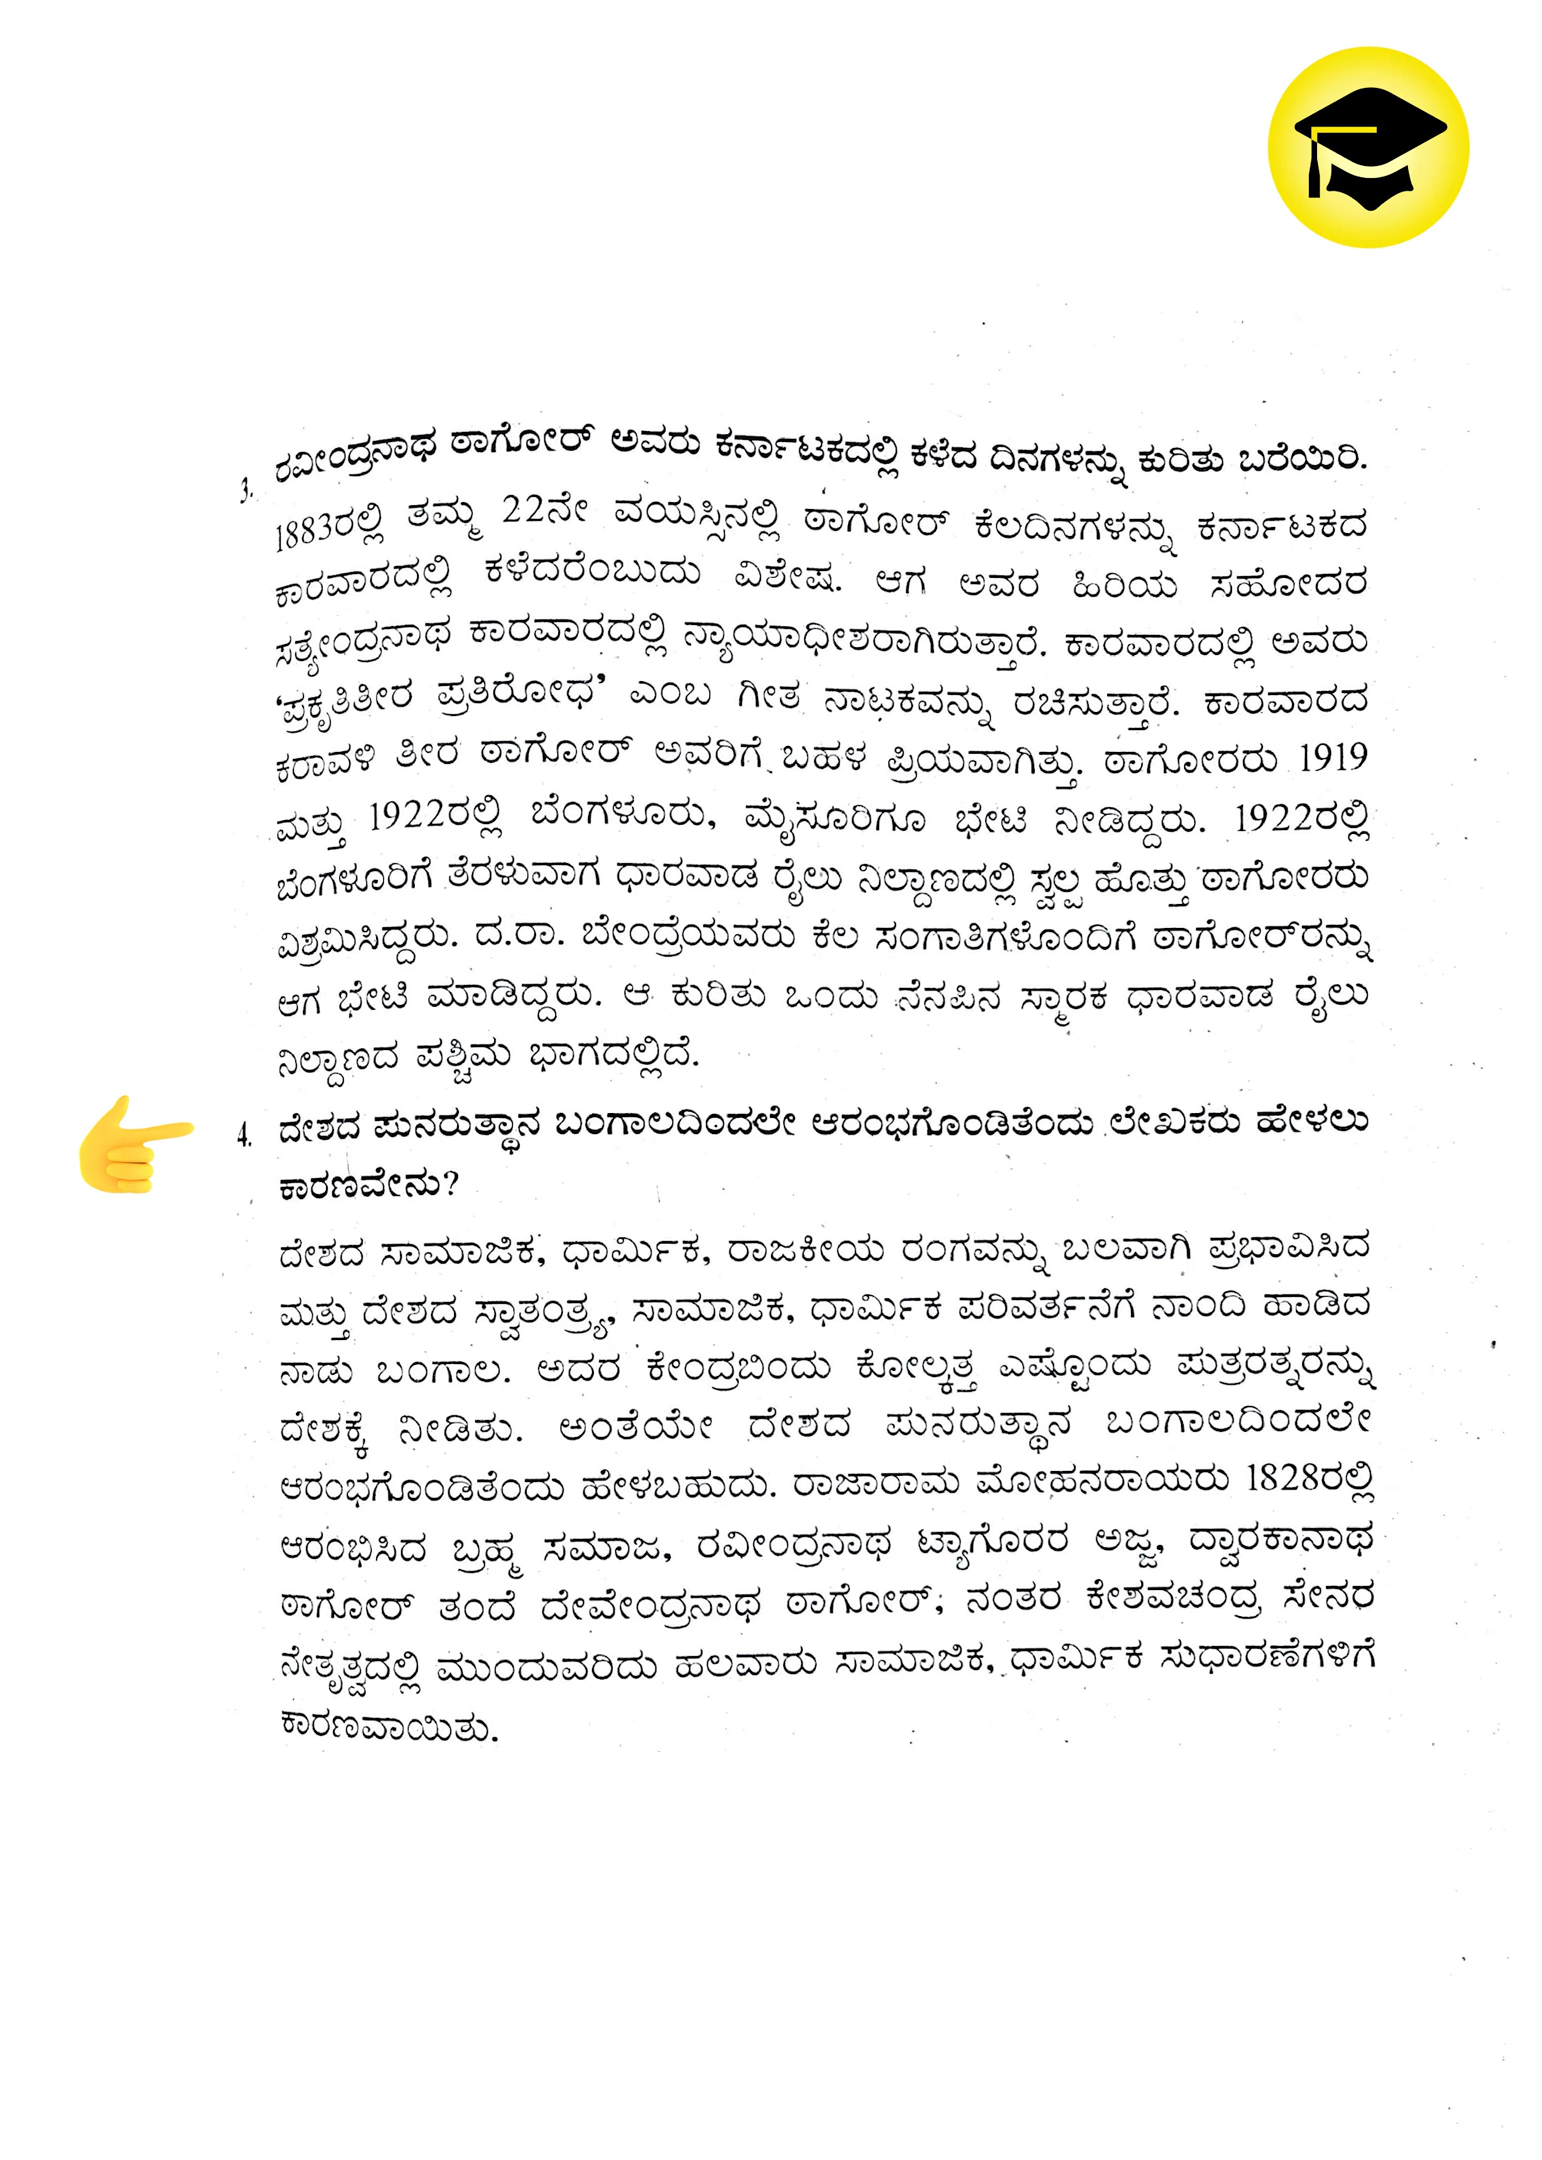 3. ರವೀಂದ್ರನಾಥ ಠಾಗೋರ್ ಅವರು ಕರ್ನಾಟಕದಲ್ಲಿ ಕಳೆದ ದಿನಗಳನ್ನು ಕುರಿತು ಬರೆಯಿರಿ.
1883ರಲ್ಲಿ ತಮ್ಮ 22ನೇ ವಯಸ್ಸಿನಲ್ಲಿ ಠಾಗೋರ್ ಕೆಲದಿನಗಳನ್ನು ಕರ್ನಾಟಕದ
ಕಾರವಾರದಲ್ಲಿ ಕಳೆದರೆಂಬುದು ವಿಶೇಷ. ಆಗ ಅವರ ಹಿರಿಯ ಸಹೋದರ
ಸತ್ಯೇಂದ್ರನಾಥ ಕಾರವಾರದಲ್ಲಿ ನ್ಯಾಯಾಧೀಶರಾಗಿರುತ್ತಾರೆ. ಕಾರವಾರದಲ್ಲಿ ಅವರು
‘ಪ್ರಕೃತಿತೀರ ಪ್ರತಿರೋಧ’ ಎಂಬ ಗೀತ ನಾಟಕವನ್ನು ರಚಿಸುತ್ತಾರೆ. ಕಾರವಾರದ
ಕರಾವಳಿ ತೀರ ಠಾಗೋರ್ ಅವರಿಗೆ ಬಹಳ ಪ್ರಿಯವಾಗಿತ್ತು. ಠಾಗೋರರು 1919
ಮತ್ತು 1922ರಲ್ಲಿ ಬೆಂಗಳೂರು, ಮೈಸೂರಿಗೂ ಭೇಟಿ ನೀಡಿದ್ದರು. 1922ರಲ್ಲಿ
ಬೆಂಗಳೂರಿಗೆ ತೆರಳುವಾಗ ಧಾರವಾಡ ರೈಲು ನಿಲ್ದಾಣದಲ್ಲಿ ಸ್ವಲ್ಪ ಹೊತ್ತು ಠಾಗೋರರು
ವಿಶ್ರಮಿಸಿದ್ದರು. ದ.ರಾ. ಬೇಂದ್ರೆಯವರು ಕೆಲ ಸಂಗಾತಿಗಳೊಂದಿಗೆ ಠಾಗೋರ್‌ರನ್ನು
ಆಗ ಭೇಟಿ ಮಾಡಿದ್ದರು. ಆ ಕುರಿತು ಒಂದು ನೆನಪಿನ ಸ್ಮಾರಕ ಧಾರವಾಡ ರೈಲು
ನಿಲ್ದಾಣದ ಪಶ್ಚಿಮ ಭಾಗದಲ್ಲಿದೆ.
4. ದೇಶದ ಪುನರುತ್ಥಾನ ಬಂಗಾಲದಿಂದಲೇ ಆರಂಭಗೊಂಡಿತೆಂದು ಲೇಖಕರು ಹೇಳಲು
ಕಾರಣವೇನು?
ದೇಶದ ಸಾಮಾಜಿಕ, ಧಾರ್ಮಿಕ, ರಾಜಕೀಯ ರಂಗವನ್ನು ಬಲವಾಗಿ ಪ್ರಭಾವಿಸಿದ
ಮತ್ತು ದೇಶದ ಸ್ವಾತಂತ್ರ್ಯ, ಸಾಮಾಜಿಕ, ಧಾರ್ಮಿಕ ಪರಿವರ್ತನೆಗೆ ನಾಂದಿ ಹಾಡಿದ
ನಾಡು ಬಂಗಾಲ. ಅದರ ಕೇಂದ್ರಬಿಂದು ಕೋಲ್ಕತ್ತ ಎಷ್ಟೊಂದು ಪುತ್ರರತ್ನರನ್ನು
ದೇಶಕ್ಕೆ ನೀಡಿತು. ಅಂತೆಯೇ ದೇಶದ ಪುನರುತ್ಥಾನ ಬಂಗಾಲದಿಂದಲೇ
ಆರಂಭಗೊಂಡಿತೆಂದು ಹೇಳಬಹುದು. ರಾಜಾರಾಮ ಮೋಹನರಾಯರು 1828ರಲ್ಲಿ
ಆರಂಭಿಸಿದ ಬ್ರಹ್ಮ ಸಮಾಜ, ರವೀಂದ್ರನಾಥ ಟ್ಯಾಗೊರರ ಅಜ್ಜ, ದ್ವಾರಕಾನಾಥ
ಠಾಗೋರ್ ತಂದೆ ದೇವೇಂದ್ರನಾಥ ಠಾಗೋರ್; ನಂತರ ಕೇಶವಚಂದ್ರ ಸೇನರ
ನೇತೃತ್ವದಲ್ಲಿ ಮುಂದುವರಿದು ಹಲವಾರು ಸಾಮಾಜಿಕ, ಧಾರ್ಮಿಕ ಸುಧಾರಣೆಗಳಿಗೆ
ಕಾರಣವಾಯಿತು.